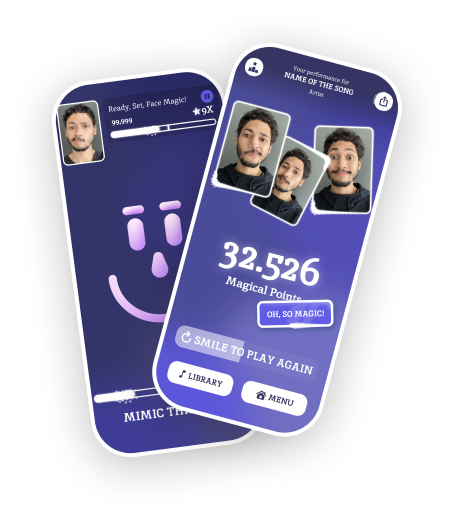 Ready, Set, Face Magic!
99.999
9X
MIMIC TH
Your performance for
NAME OF THE SONG
Artist
32.526
Magical Points
OH, SO MAGIC!
SMILE TO PLAY AGAIN
LIBRARY
MENU